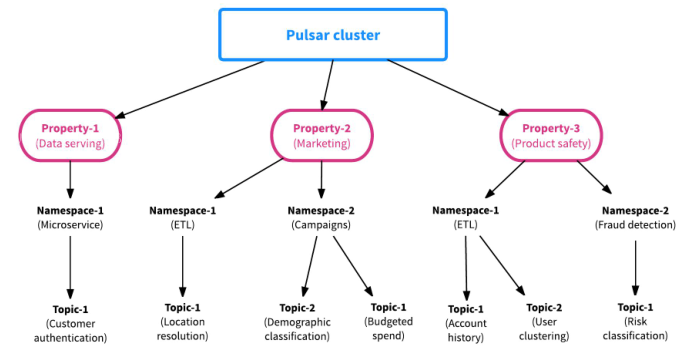 Pulsar cluster
Property-1
(Data serving)
Property-2
(Marketing)
Property-3
(Product safety)
Namespace-1
(Microservice)
Namespace-1
(ETL)
Namespace-2
(Campaigns)
Namespace-1
(ETL)
Namespace-2
(Fraud detection)
Topic-1
(Customer
authentication)
Topic-1
(Location
resolution)
Topic-2
(Demographic
classification)
Topic-1
(Budgeted
spend)
Topic-1
(Account
history)
Topic-2
(User
clustering)
Topic-1
(Risk
classification)